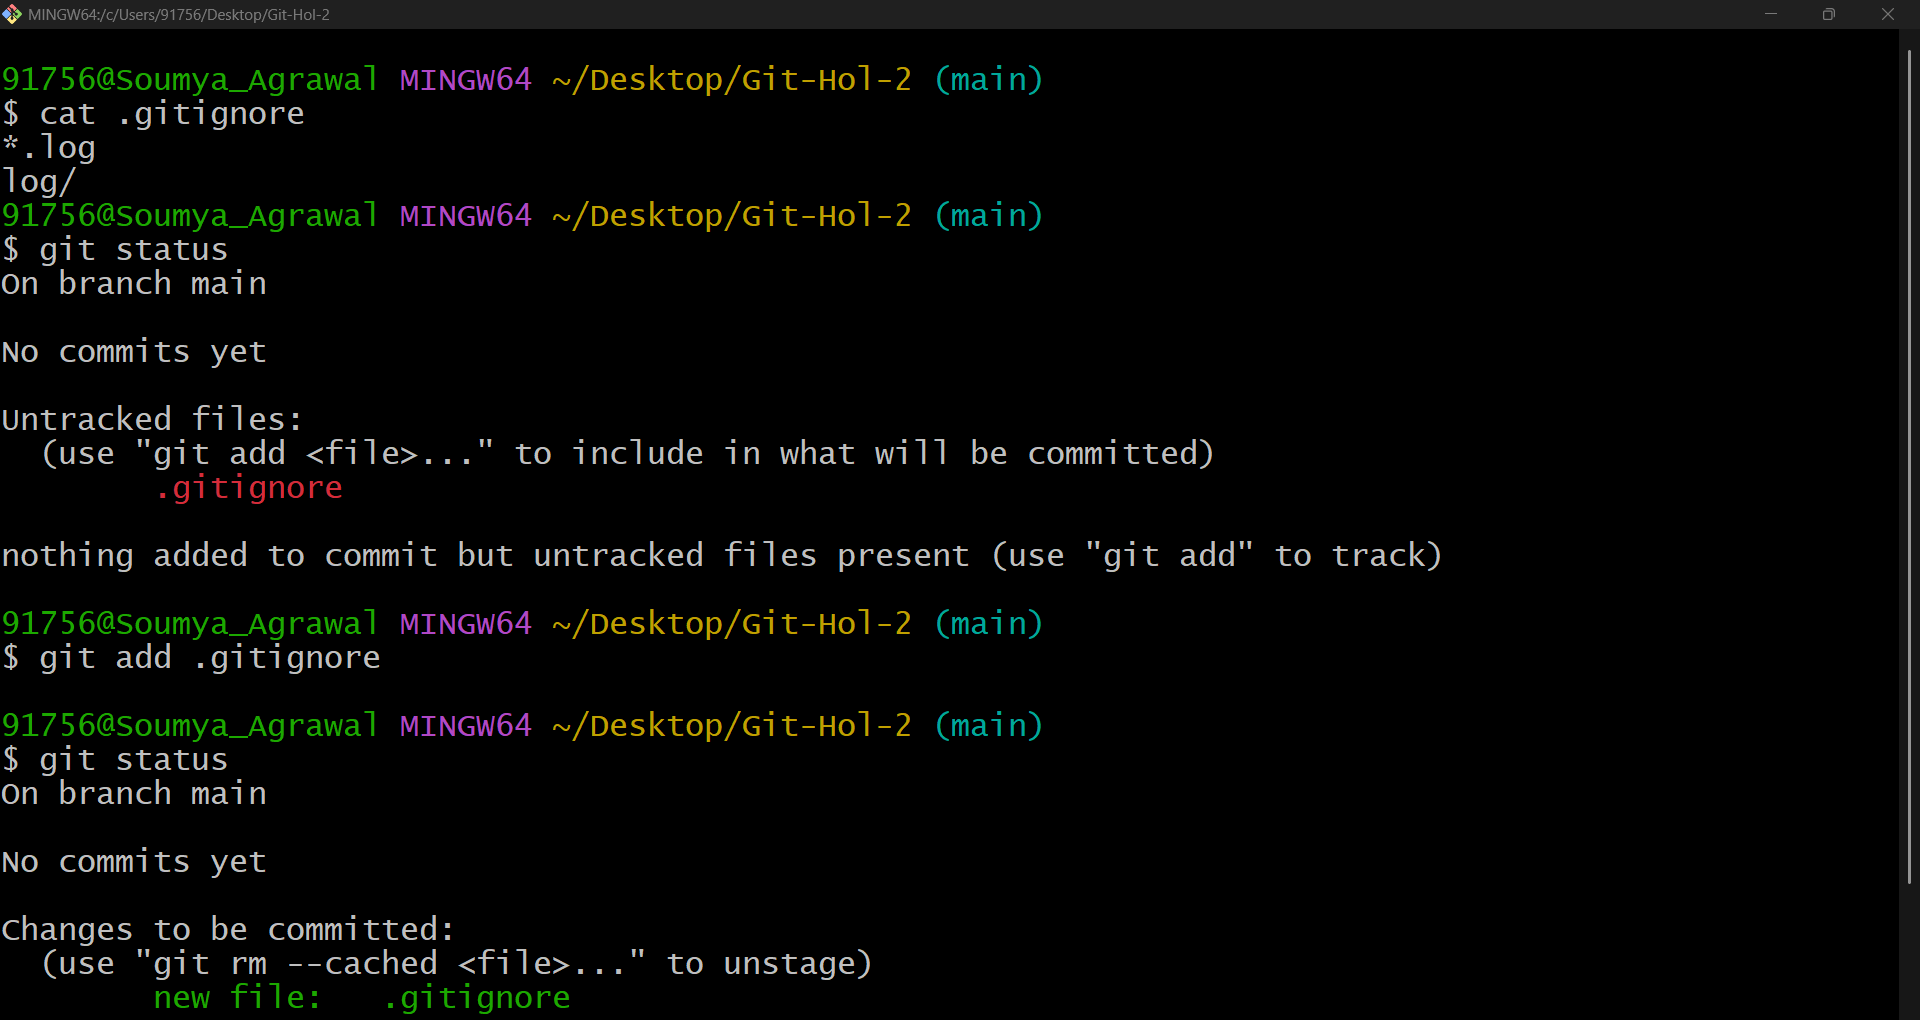 MINGW64:/c/Users/91756/Desktop/Git-Hol-2
91756@Soumya_Agrawal MINGW64 ~/Desktop/Git-Hol-2 (main)
$ cat .gitignore
*.log
log/
91756@Soumya_Agrawal MINGW64 ~/Desktop/Git-Hol-2 (main)
$ git status
On branch main
No commits yet
Untracked files:
  (use "git add <file>..." to include in what will be committed)
        .gitignore
nothing added to commit but untracked files present (use "git add" to track)
91756@Soumya_Agrawal MINGW64 ~/Desktop/Git-Hol-2 (main)
$ git add .gitignore
91756@Soumya_Agrawal MINGW64 ~/Desktop/Git-Hol-2 (main)
$ git status
On branch main
No commits yet
Changes to be committed:
  (use "git rm --cached <file>..." to unstage)
        new file:   .gitignore